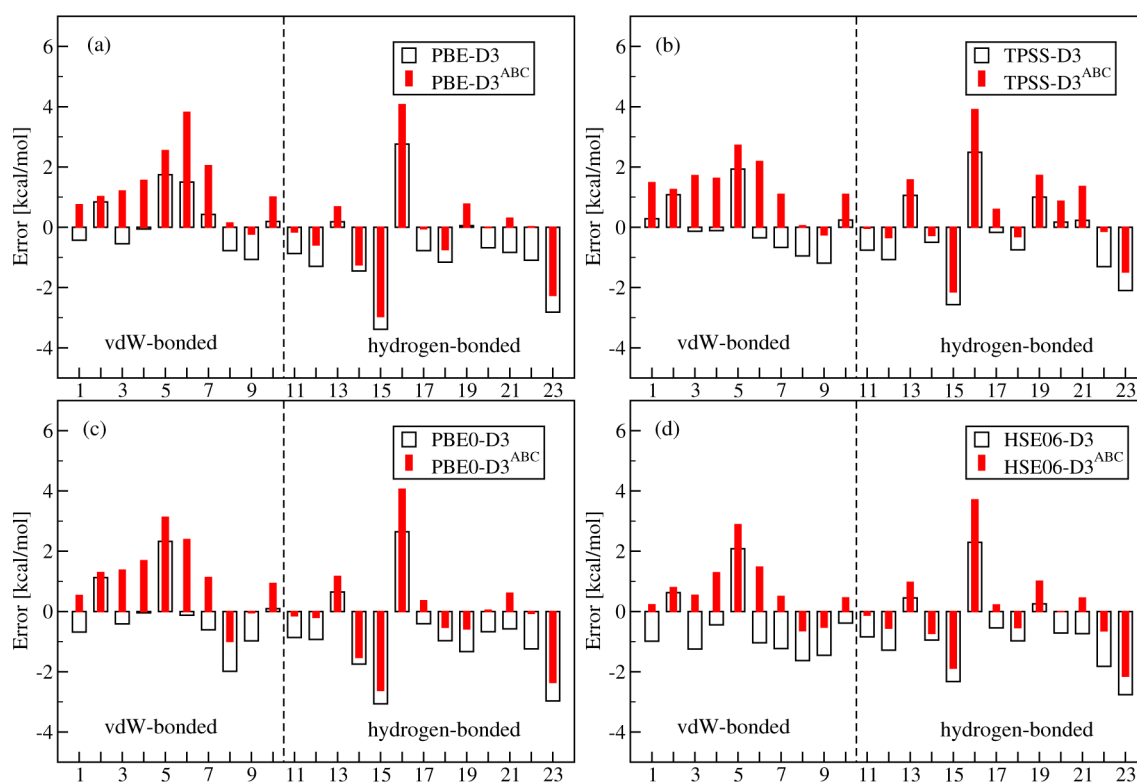 (a)
PBE-D3
PBE-D3^ABC
Error [kcal/mol]
6
4
2
0
-2
-4
vdW-bonded
hydrogen-bonded
1 3 5 7 9 11 13 15 17 19 21 23
(b)
TPSS-D3
TPSS-D3^ABC
Error [kcal/mol]
6
4
2
0
-2
-4
vdW-bonded
hydrogen-bonded
1 3 5 7 9 11 13 15 17 19 21 23
(c)
PBE0-D3
PBE0-D3^ABC
Error [kcal/mol]
6
4
2
0
-2
-4
vdW-bonded
hydrogen-bonded
1 3 5 7 9 11 13 15 17 19 21 23
(d)
HSE06-D3
HSE06-D3^ABC
Error [kcal/mol]
6
4
2
0
-2
-4
vdW-bonded
hydrogen-bonded
1 3 5 7 9 11 13 15 17 19 21 23